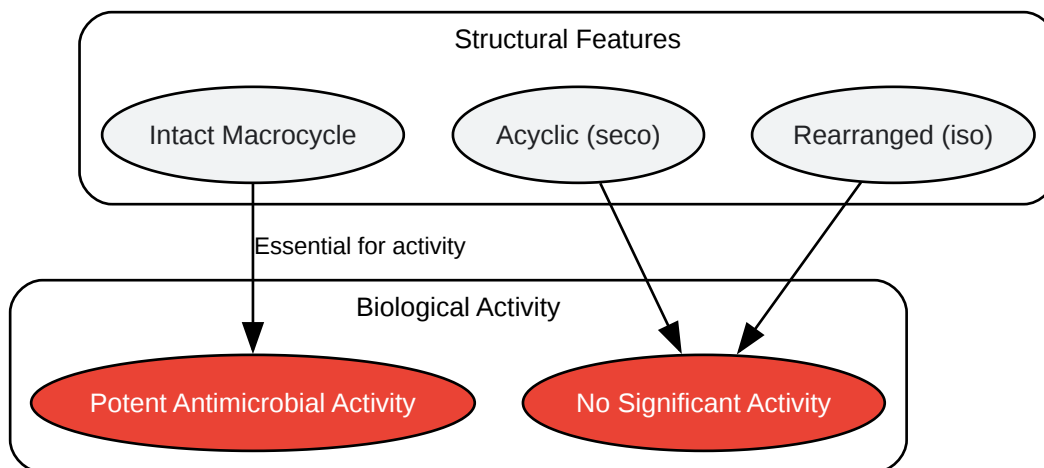 Structural Features
Intact Macrocycle
Acyclic (seco)
Rearranged (iso)
Essential for activity
Biological Activity
Potent Antimicrobial Activity
No Significant Activity